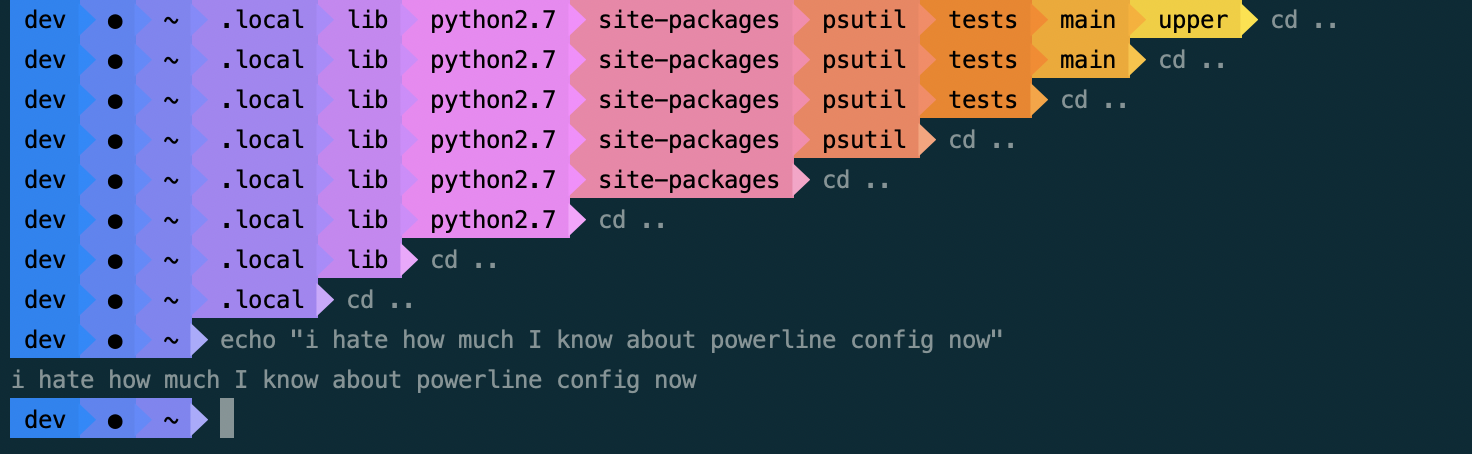 dev ● ~ .local lib python2.7 site-packages psutil tests main upper cd ..
dev ● ~ .local lib python2.7 site-packages psutil tests main cd ..
dev ● ~ .local lib python2.7 site-packages psutil tests cd ..
dev ● ~ .local lib python2.7 site-packages psutil cd ..
dev ● ~ .local lib python2.7 site-packages cd ..
dev ● ~ .local lib python2.7 cd ..
dev ● ~ .local lib cd ..
dev ● ~ .local cd ..
dev ● ~ echo "i hate how much I know about powerline config now"
i hate how much I know about powerline config now
dev ● ~